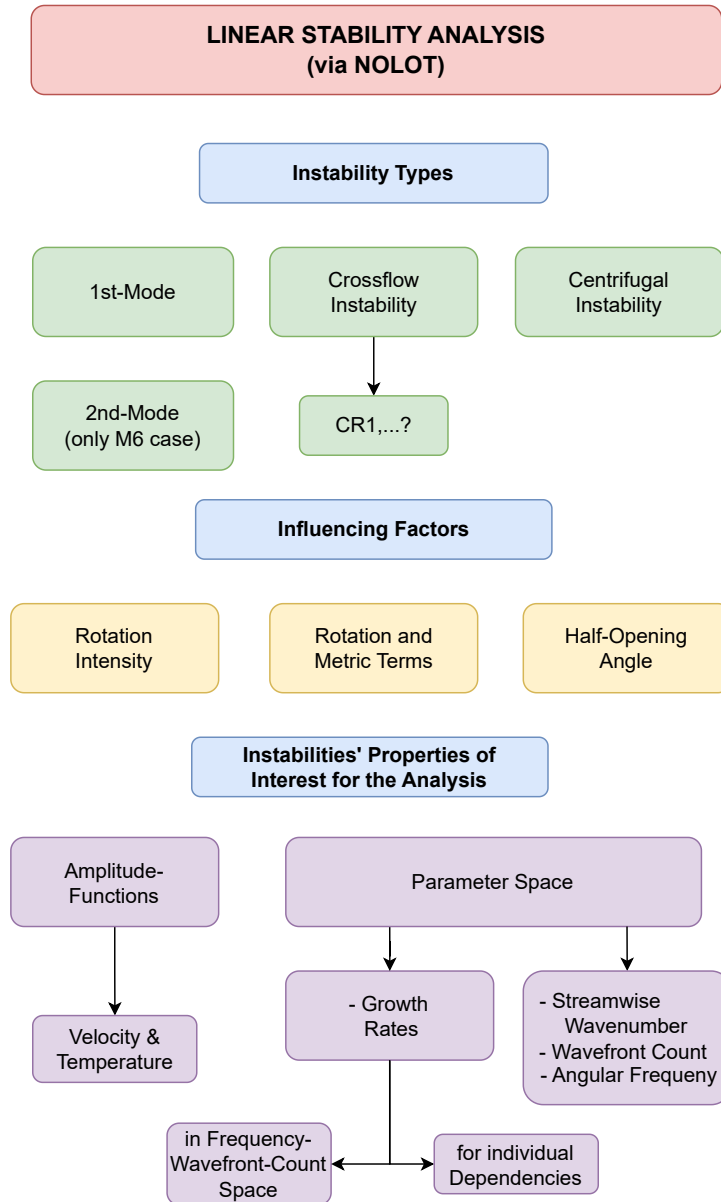 LINEAR STABILITY ANALYSIS
(via NOLOT)
Instability Types
1st-Mode
Crossflow
Instability
Centrifugal
Instability
2nd-Mode
(only M6 case)
CR1,...?
Influencing Factors
Rotation
Intensity
Rotation and
Metric Terms
Half-Opening
Angle
Instabilities' Properties of
Interest for the Analysis
Amplitude-
Functions
Parameter Space
Velocity &
Temperature
- Growth
Rates
- Streamwise
Wavenumber
- Wavefront Count
- Angular Frequeny
in Frequency-
Wavefront-Count
Space
for individual
Dependencies